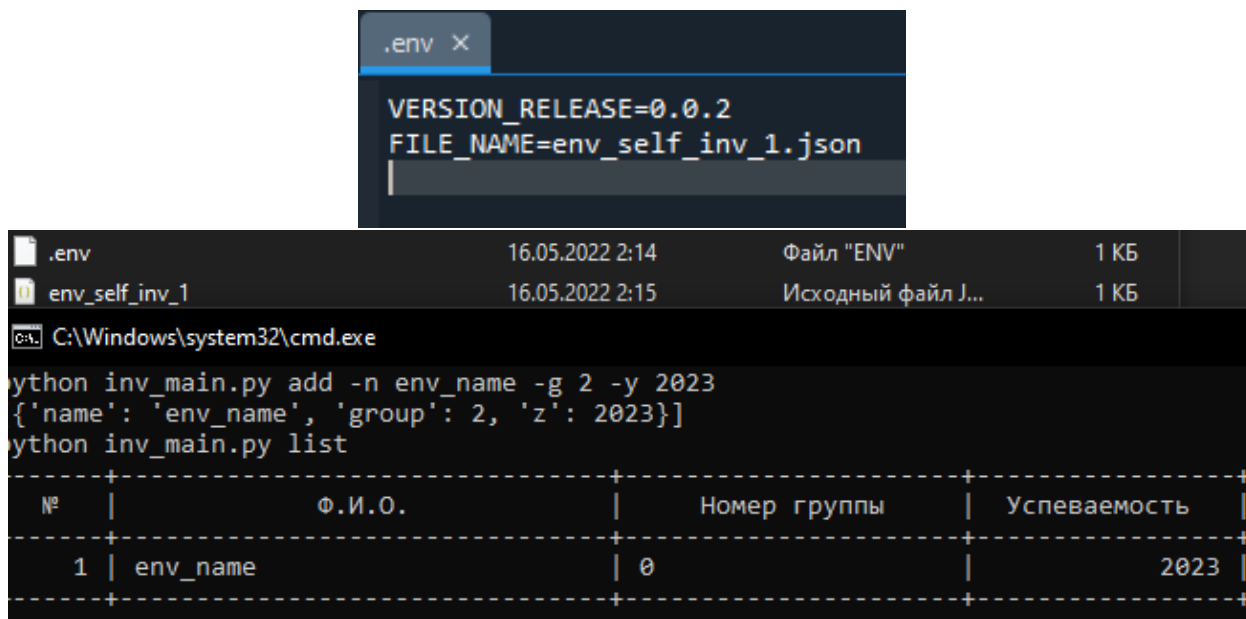 .env ×
VERSION_RELEASE=0.0.2
FILE_NAME=env_self_inv_1.json
.env 16.05.2022 2:14 Файл "ENV" 1 КБ
env_self_inv_1 16.05.2022 2:15 Исходный файл J... 1 КБ
C:\Windows\system32\cmd.exe
ython inv_main.py add -n env_name -g 2 -y 2023
{'name': 'env_name', 'group': 2, 'z': 2023}]
ython inv_main.py list
-------+------------------------------+---------------------+----------------+
№ | Ф.И.О. | Номер группы | Успеваемость |
-------+------------------------------+---------------------+----------------+
1 | env_name | 0 | 2023 |
-------+------------------------------+---------------------+----------------+